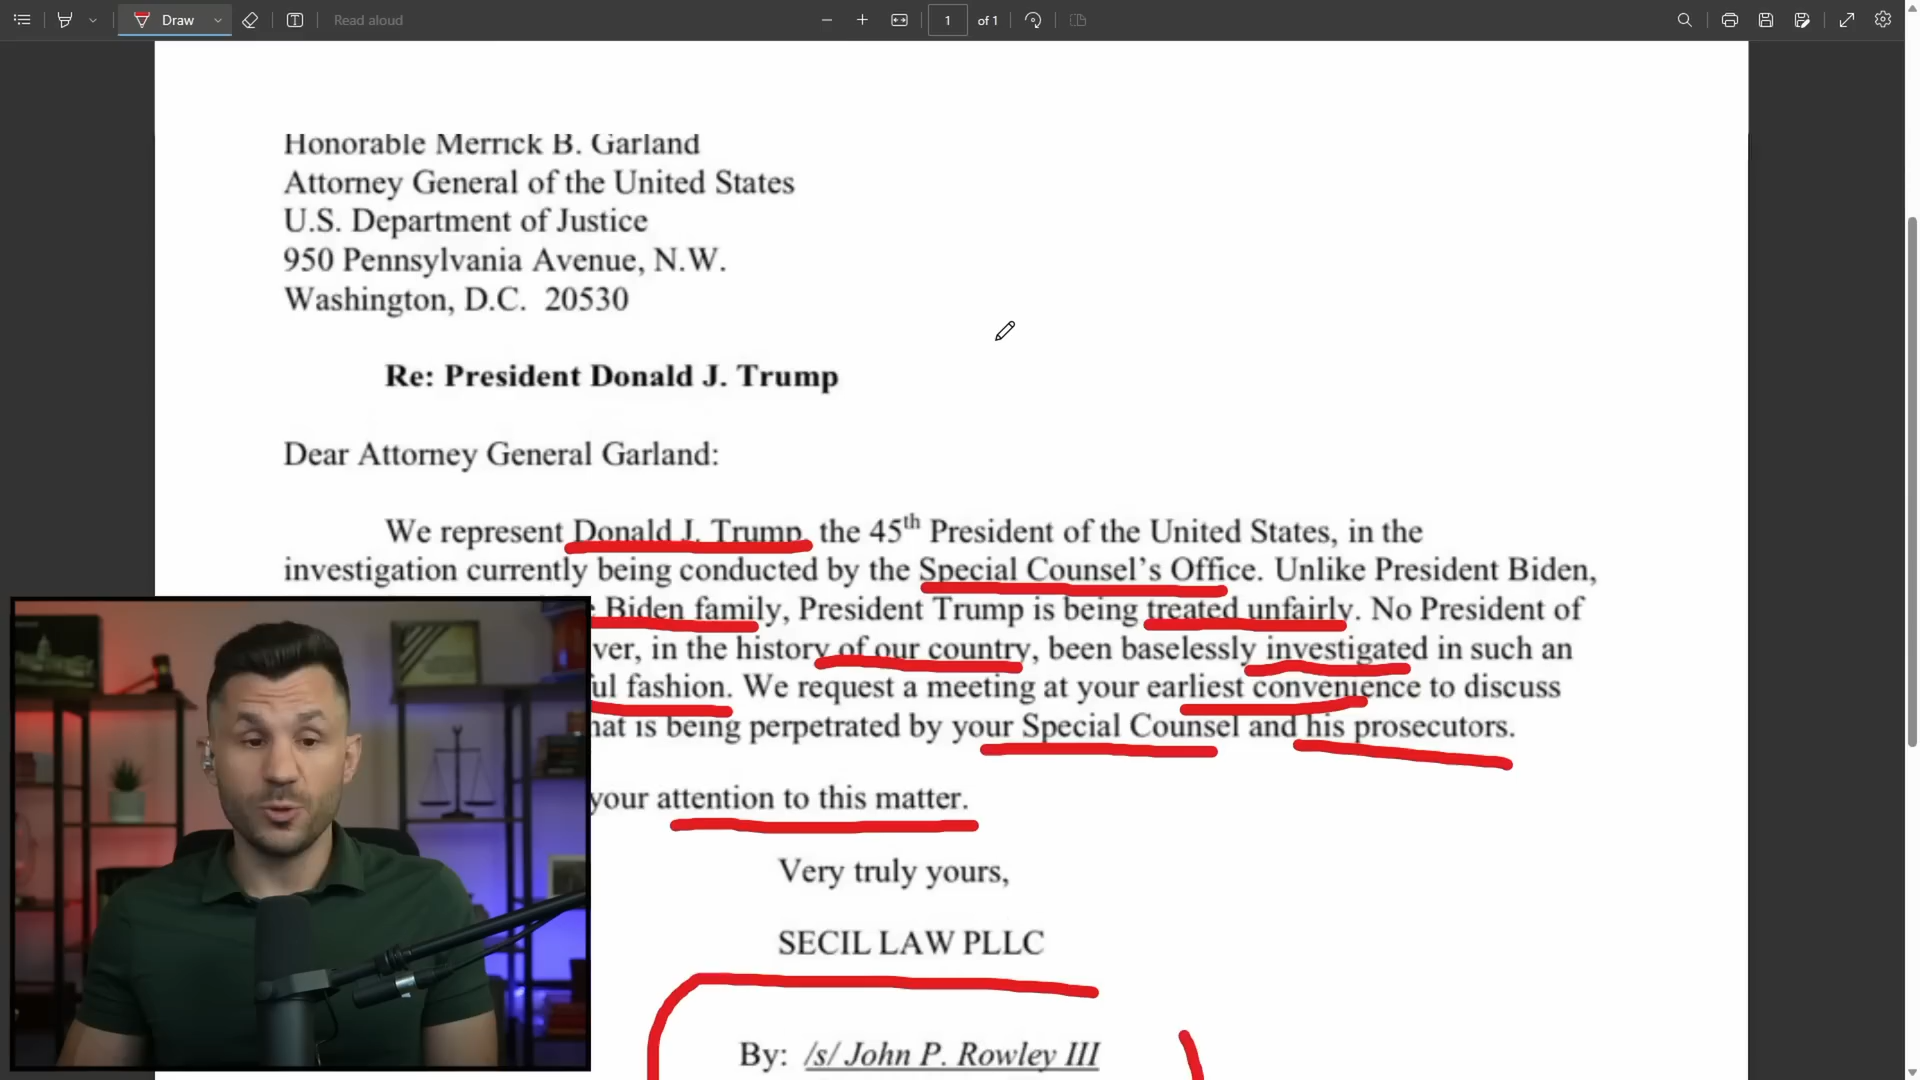 Draw
Read aloud
1
of 1
Honorable Merrick B. Garland
Attorney General of the United States
U.S. Department of Justice
950 Pennsylvania Avenue, N.W.
Washington, D.C. 20530
Re: President Donald J. Trump
Dear Attorney General Garland:
We represent Donald J. Trump, the 45th President of the United States, in the
investigation currently being conducted by the Special Counsel's Office. Unlike President Biden,
Biden family, President Trump is being treated unfairly. No President of
ver, in the history of our country, been baselessly investigated in such an
ful fashion. We request a meeting at your earliest convenience to discuss
hat is being perpetrated by your Special Counsel and his prosecutors.
your attention to this matter.
Very truly yours,
SECIL LAW PLLC
By: /s/ John P. Rowley III